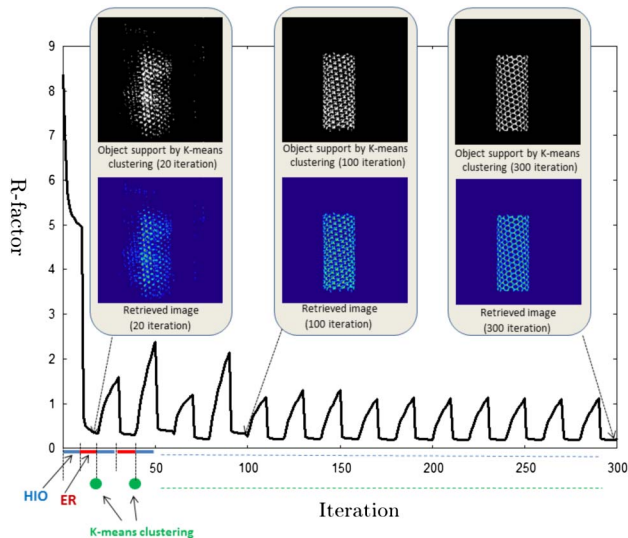 9
8
7
6
5
4
3
2
1
0
R-factor
Object support by K-means
clustering (20 iteration)
Retrieved image
(20 iteration)
Object support by K-means
clustering (100 iteration)
Retrieved image
(100 iteration)
Object support by K-means
clustering (300 iteration)
Retrieved image
(300 iteration)
50
100
150
200
250
300
HIO
ER
K-means clustering
Iteration